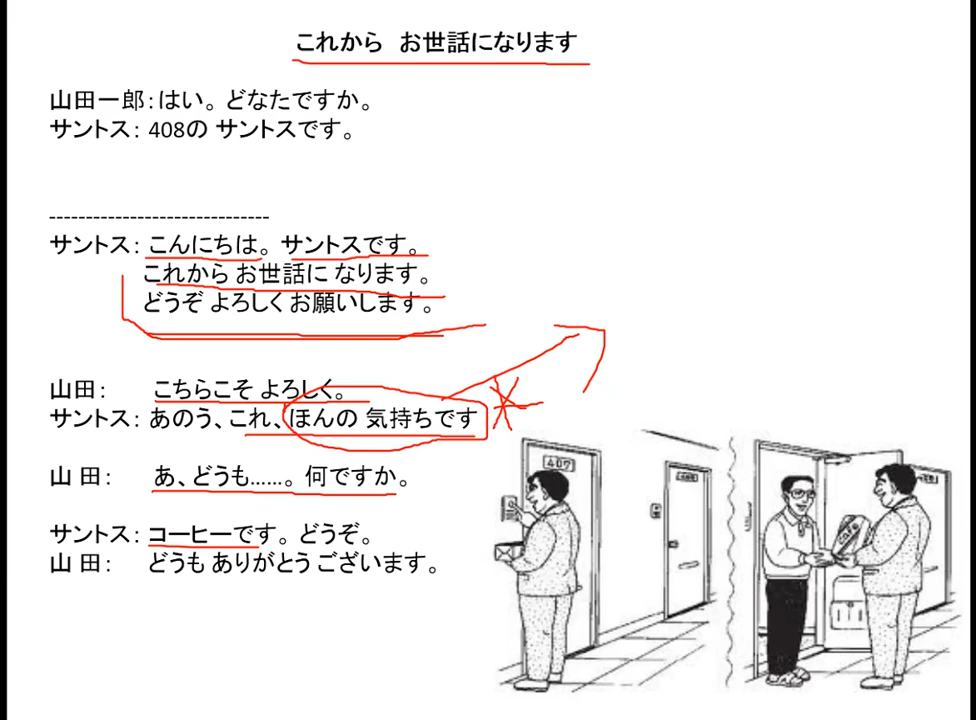 これから お世話になります
山田一郎：はい。どなたですか。
サントス：408の サントスです。
------------------------------
サントス：こんにちは。サントスです。
これから お世話に なります。
どうぞ よろしく お願いします。
山田： こちらこそ よろしく。
サントス：あのう、これ、ほんの 気持ちです
山 田： あ、どうも……。何ですか。
サントス：コーヒーです。どうぞ。
山 田： どうも ありがとう ございます。
407